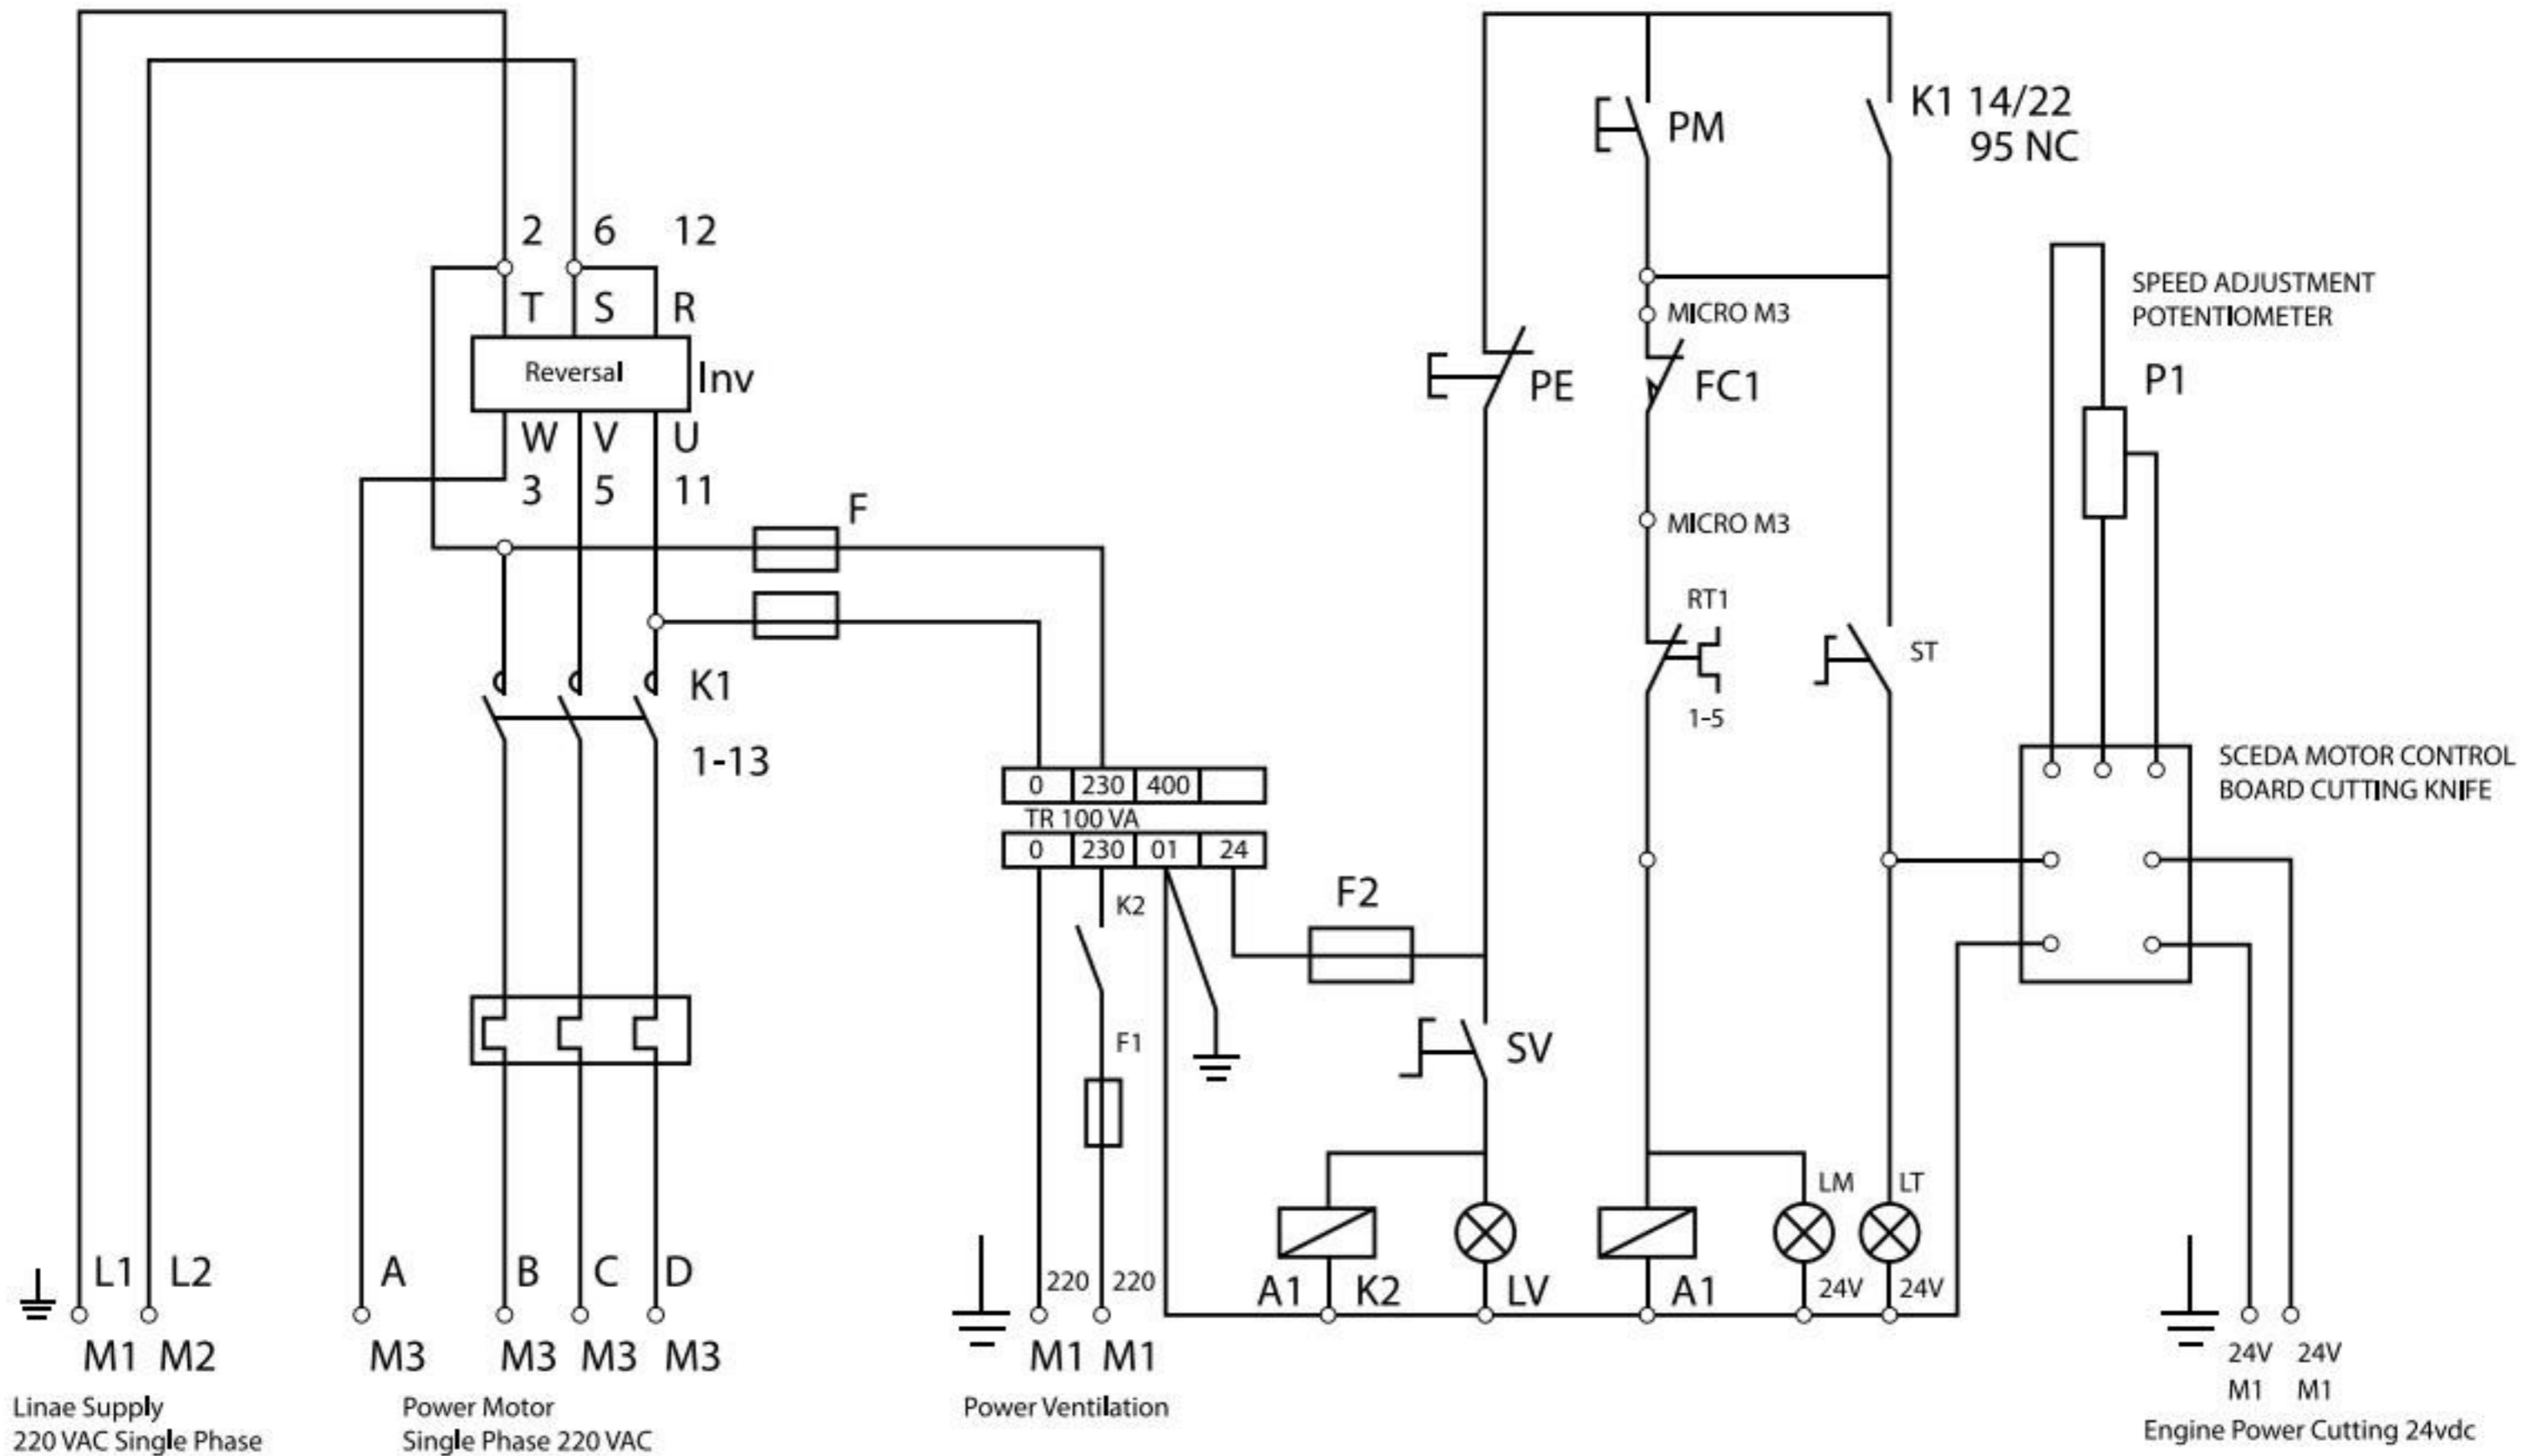 K1 14/22
95 NC
PM
2 6 12
T S R
Reversal
Inv
W V U
3 5 11
F
MICRO M3
PE
FC1
MICRO M3
SPEED ADJUSTMENT
POTENTIOMETER
P1
RT1
1-5
ST
K1
1-13
SCEDA MOTOR CONTROL
BOARD CUTTING KNIFE
0 230 400
TR 100 VA
0 230 01 24
K2
F2
F1
SV
LM LT
L1 L2 A B C D
220 220
A1 K2 LV A1 24V 24V
M1 M2 M3 M3 M3 M3 M1 M1
24V 24V
M1 M1
Linae Supply
220 VAC Single Phase
Power Motor
Single Phase 220 VAC
Power Ventilation
Engine Power Cutting 24vdc